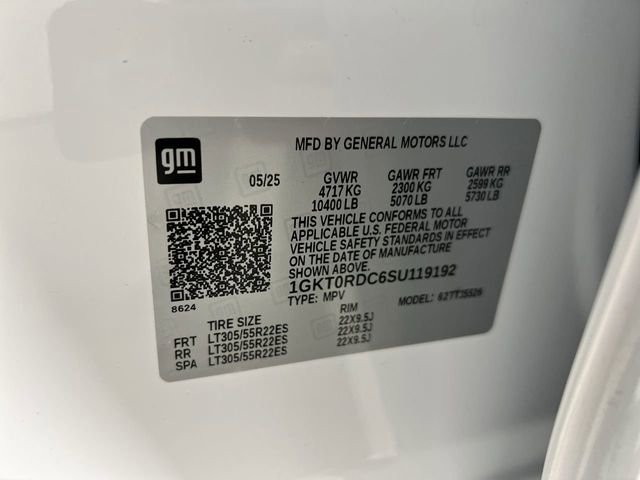 gm
MFD BY GENERAL MOTORS LLC
05/25 GVWR GAWR FRT GAWR RR
4717 KG 2300 KG 2599 KG
10400 LB 5070 LB 5730 LB
THIS VEHICLE CONFORMS TO ALL
APPLICABLE U.S. FEDERAL MOTOR
VEHICLE SAFETY STANDARDS IN EFFECT
ON THE DATE OF MANUFACTURE
SHOWN ABOVE.
1GKT0RDC6SU119192
8624
TYPE: MPV MODEL:
TIRE SIZE RIM
FRT LT305/55R22ES 22X9.5J
RR LT305/55R22ES 22X9.5J
SPA LT305/55R22ES 22X9.5J